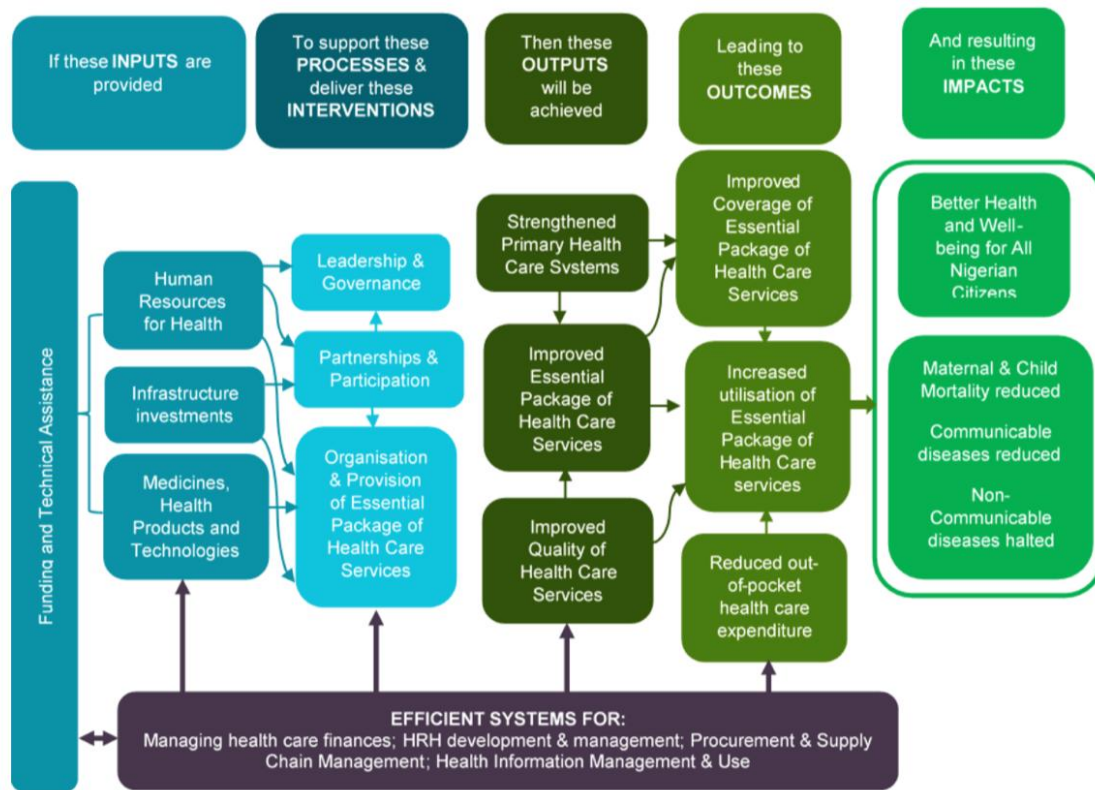 If these INPUTS are
provided
To support these
PROCESSES &
deliver these
INTERVENTIONS
Then these
OUTPUTS
will be
achieved
Leading to
these
OUTCOMES
And resulting
in these
IMPACTS
Funding and Technical Assistance
Human
Resources
for Health
Infrastructure
investments
Medicines,
Health
Products and
Technologies
Leadership &
Governance
Partnerships &
Participation
Organisation
& Provision
of Essential
Package of
Health Care
Services
Strengthened
Primary Health
Care Systems
Improved
Essential
Package of
Health Care
Services
Improved
Quality of
Health Care
Services
Improved
Coverage of
Essential
Package of
Health Care
Services
Increased
utilisation of
Essential
Package of
Health Care
services
Reduced out-
of-pocket
health care
expenditure
Better Health
and Well-
being for All
Nigerian
Citizens
Maternal & Child
Mortality reduced
Communicable
diseases reduced
Non-
Communicable
diseases halted
EFFICIENT SYSTEMS FOR:
Managing health care finances; HRH development & management; Procurement & Supply
Chain Management; Health Information Management & Use